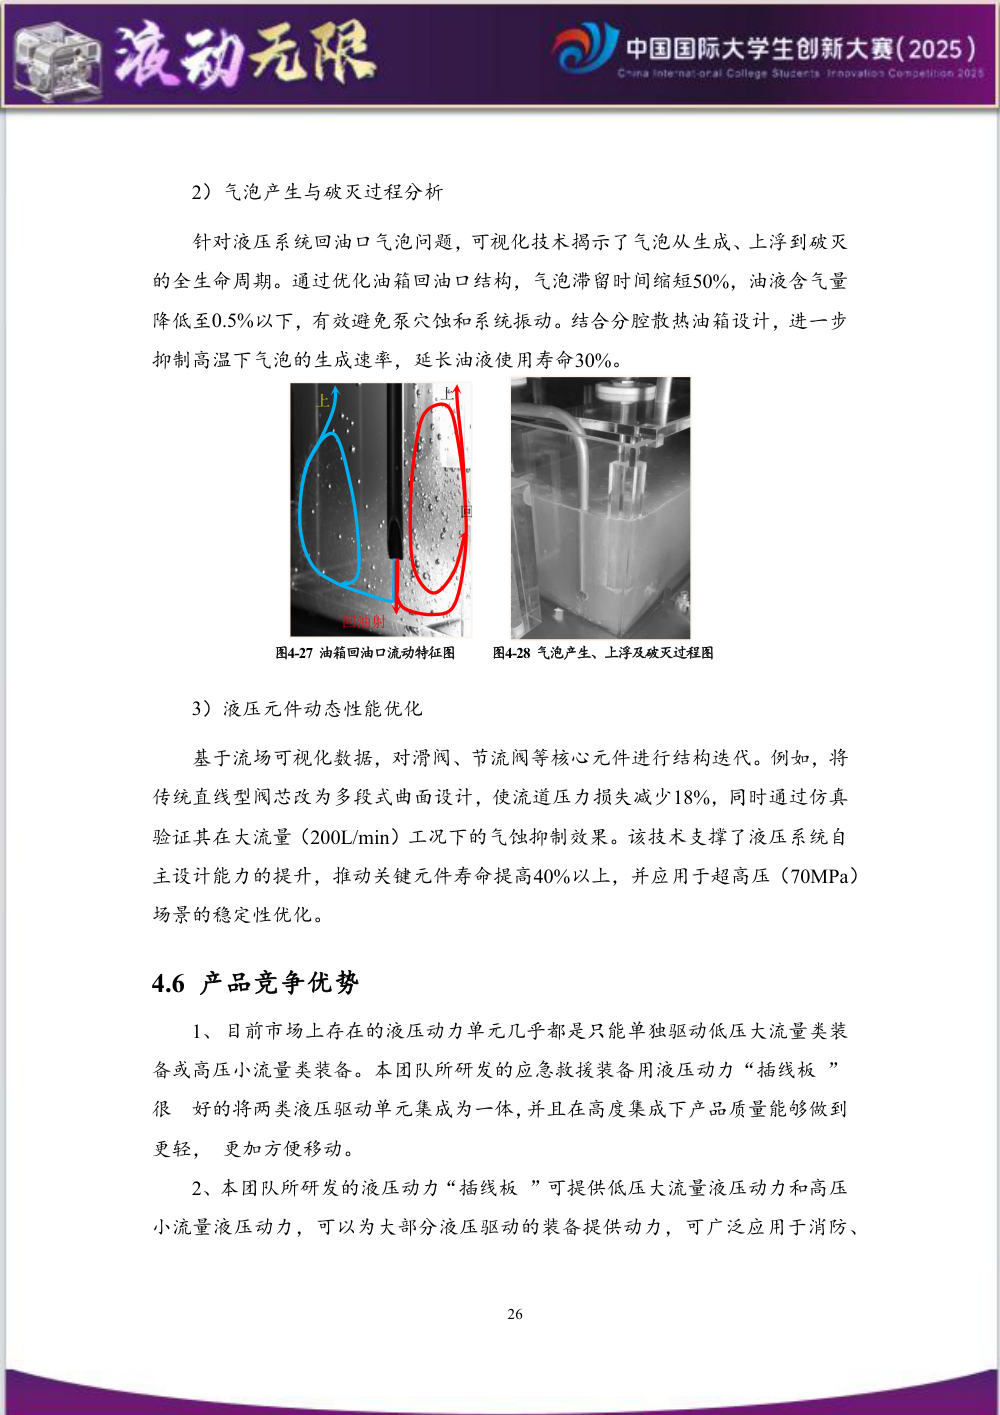 液动无限
中国国际大学生创新大赛(2025)
China International College Students Innovation Competition 2025
2）气泡产生与破灭过程分析
针对液压系统回油口气泡问题，可视化技术揭示了气泡从生成、上浮到破灭
的全生命周期。通过优化油箱回油口结构，气泡滞留时间缩短50%，油液含气量
降低至0.5%以下，有效避免泵穴蚀和系统振动。结合分腔散热油箱设计，进一步
抑制高温下气泡的生成速率，延长油液使用寿命30%。
上
上
回
回油射
图4-27 油箱回油口流动特征图
图4-28 气泡产生、上浮及破灭过程图
3）液压元件动态性能优化
基于流场可视化数据，对滑阀、节流阀等核心元件进行结构迭代。例如，将
传统直线型阀芯改为多段式曲面设计，使流道压力损失减少18%，同时通过仿真
验证其在大流量（200L/min）工况下的气蚀抑制效果。该技术支撑了液压系统自
主设计能力的提升，推动关键元件寿命提高40%以上，并应用于超高压（70MPa）
场景的稳定性优化。
4.6 产品竞争优势
1、目前市场上存在的液压动力单元几乎都是只能单独驱动低压大流量类装
备或高压小流量类装备。本团队所研发的应急救援装备用液压动力“插线板 ”
很 好的将两类液压驱动单元集成为一体，并且在高度集成下产品质量能够做到
更轻， 更加方便移动。
2、本团队所研发的液压动力“插线板 ”可提供低压大流量液压动力和高压
小流量液压动力，可以为大部分液压驱动的装备提供动力，可广泛应用于消防、
26